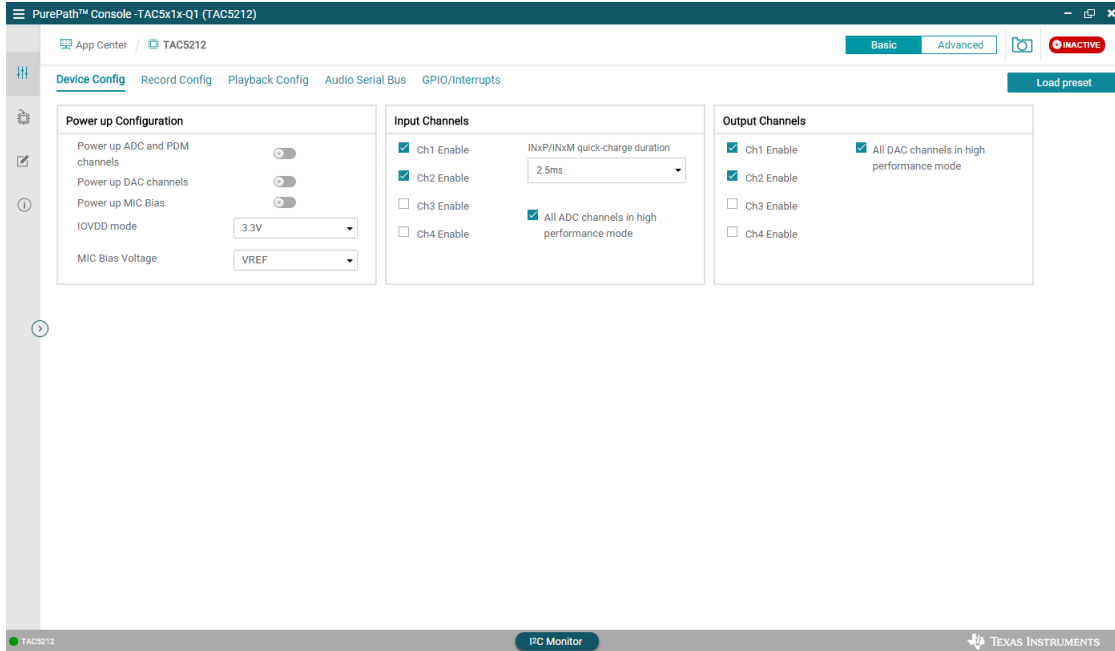 PurePath™ Console -TAC5x1x-Q1 (TAC5212)
App Center / TAC5212
Basic
Advanced
INACTIVE
Device Config
Record Config
Playback Config
Audio Serial Bus
GPIO/Interrupts
Load preset
Power up Configuration
Power up ADC and PDM
channels
Power up DAC channels
Power up MIC Bias
IOVDD mode
3.3V
MIC Bias Voltage
VREF
Input Channels
Ch1 Enable
Ch2 Enable
Ch3 Enable
Ch4 Enable
INxP/INxM quick-charge duration
2.5ms
All ADC channels in high
performance mode
Output Channels
Ch1 Enable
Ch2 Enable
Ch3 Enable
Ch4 Enable
All DAC channels in high
performance mode
TAC5212
I²C Monitor
TEXAS INSTRUMENTS